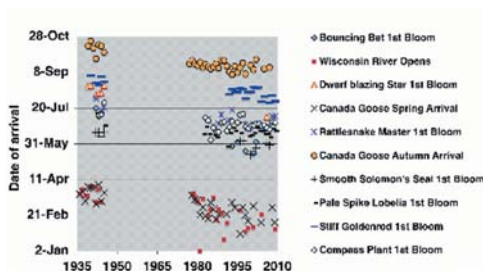 28-Oct
8-Sep
20-Jul
31-May
11-Apr
21-Feb
2-Jan
Date of arrival
1935 1950 1965 1980 1995 2010
Bouncing Bet 1st Bloom
Wisconsin River Opens
Dwarf blazing Star 1st Bloom
Canada Goose Spring Arrival
Rattlesnake Master 1st Bloom
Canada Goose Autumn Arrival
Smooth Solomon's Seal 1st Bloom
Pale Spike Lobelia 1st Bloom
Stiff Goldenrod 1st Bloom
Compass Plant 1st Bloom